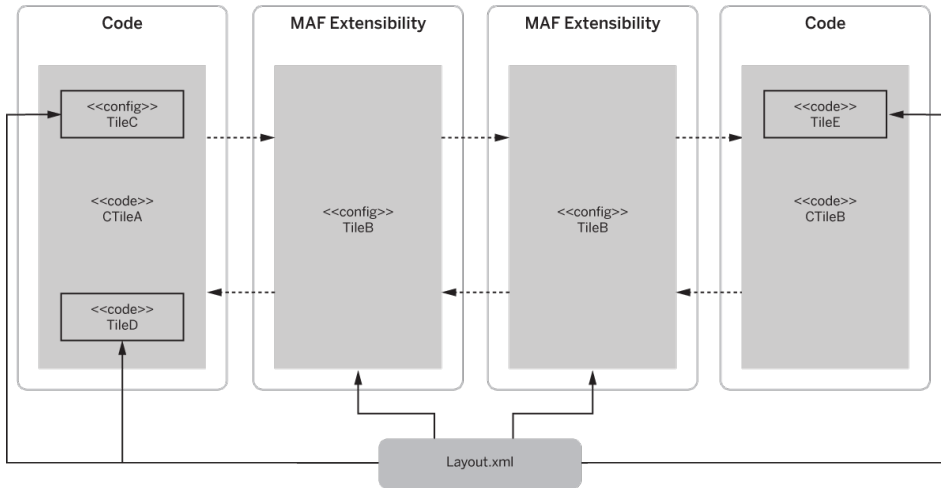 Code
MAF Extensibility
MAF Extensibility
Code
<<config>>
TileC
<<code>>
CTileA
<<code>>
TileD
<<config>>
TileB
<<config>>
TileB
<<code>>
TileE
<<code>>
CTileB
Layout.xml